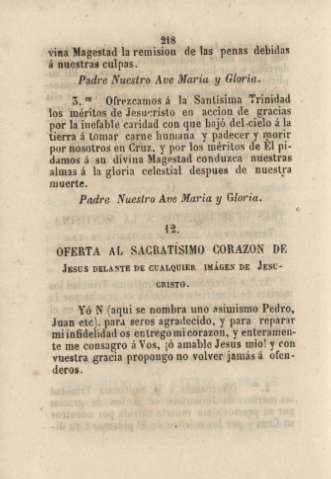 218
vina Magestad la remision de las penas debidas
á nuestras culpas.
Padre Nuestro Ave Maria y Gloria.
3.ª Ofrezcamos á la Santisima Trinidad
los méritos de Jesucristo en accion de gracias
por la inefable caridad con que bajó del cielo á la
tierra á tomar carne humana y padecer y morir
por nosotros en Cruz, y por los méritos de El pi-
damos á su divina Magestad conduzca nuestras
almas á la gloria celestial despues de nuestra
muerte.
Padre Nuestro Ave Maria y Gloria.
12.
OFERTA AL SACRATÍSIMO CORAZON DE
JESUS DELANTE DE CUALQUIER IMÁGEN DE JESU-
CRISTO.
Yó N (aqui se nombra uno asimismo Pedro,
Juan etc). para seros agradecido, y para reparar
mi infidelidad os entrego mi corazon, y enteramen-
te me consagro á Vos, ¡ó amable Jesus mio! y con
vuestra gracia propongo no volver jamás á ofen-
deros.